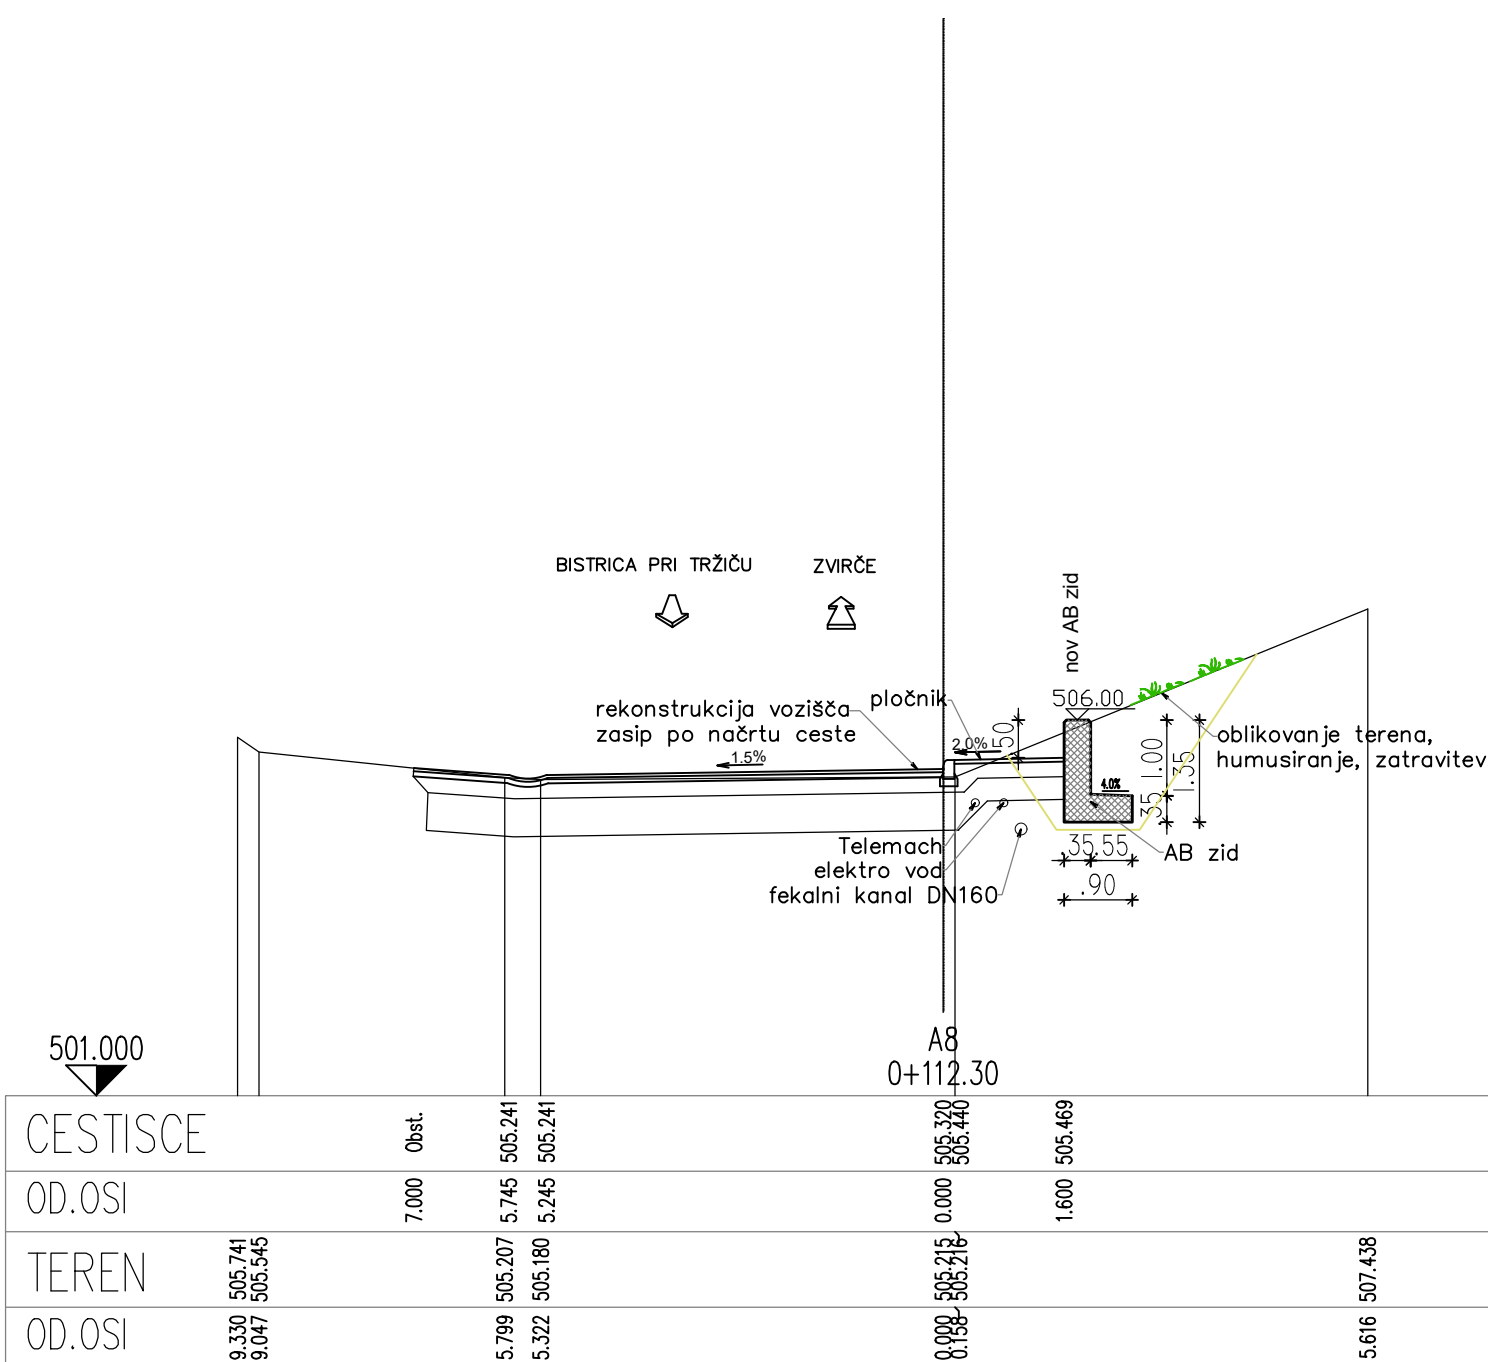 BISTRICA PRI TRŽIČU
ZVIRČE
nov AB zid
506.00
rekonstrukcija vozišča
zasip po načrtu ceste
pločnik
1.5%
2.0%
.50
4.0%
.35
1.00
1.35
oblikovanje terena,
humusiranje, zatravitev
Telemach
elektro vod
fekalni kanal DN160
.35
.55
.90
AB zid
501.000
A8
0+112.30
CESTISCE
Obst.
505.241
505.241
505.320
505.440
505.469
OD.OSI
7.000
5.745
5.245
0.000
1.600
TEREN
505.741
505.545
505.207
505.180
505.215
505.216
507.438
OD.OSI
9.330
9.047
5.799
5.322
0.000
0.158
5.616